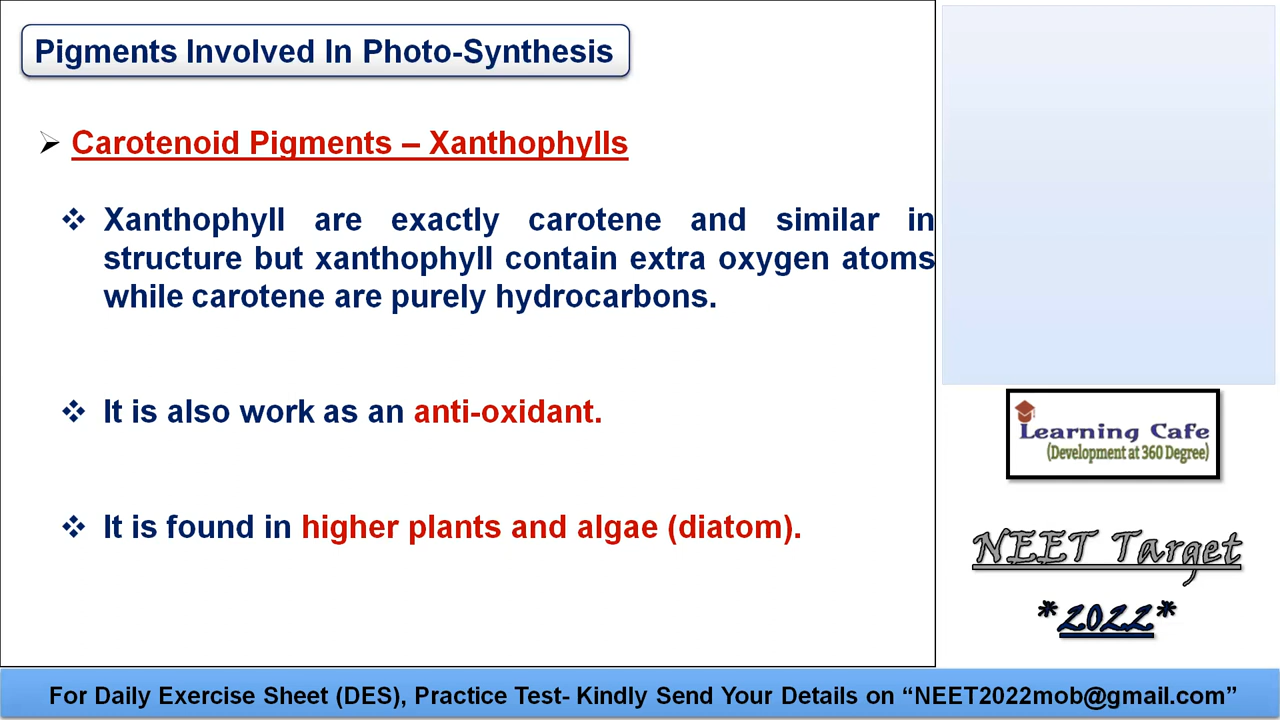 Pigments Involved In Photo-Synthesis
Carotenoid Pigments – Xanthophylls
Xanthophyll are exactly carotene and similar in
structure but xanthophyll contain extra oxygen atoms
while carotene are purely hydrocarbons.
It is also work as an anti-oxidant.
It is found in higher plants and algae (diatom).
Learning Cafe
(Development at 360 Degree)
NEET Target
*2022*
For Daily Exercise Sheet (DES), Practice Test- Kindly Send Your Details on “NEET2022mob@gmail.com”